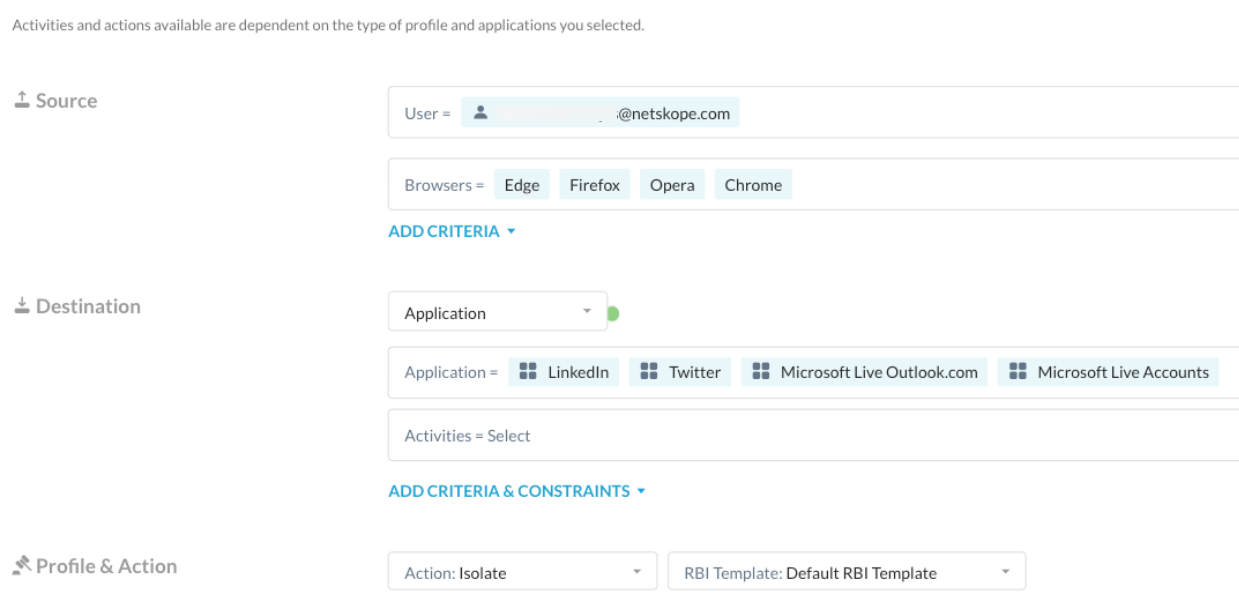 Activities and actions available are dependent on the type of profile and applications you selected.
Source
User = @netskope.com
Browsers = Edge Firefox Opera Chrome
ADD CRITERIA
Destination
Application
Application = LinkedIn Twitter Microsoft Live Outlook.com Microsoft Live Accounts
Activities = Select
ADD CRITERIA & CONSTRAINTS
Profile & Action
Action: Isolate RBI Template: Default RBI Template